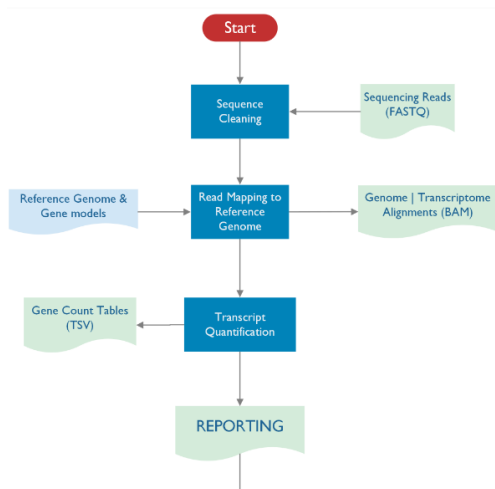 Start
Sequence
Cleaning
Sequencing Reads
(FASTQ)
Reference Genome &
Gene models
Read Mapping to
Reference
Genome
Genome | Transcriptome
Alignments (BAM)
Gene Count Tables
(TSV)
Transcript
Quantification
REPORTING